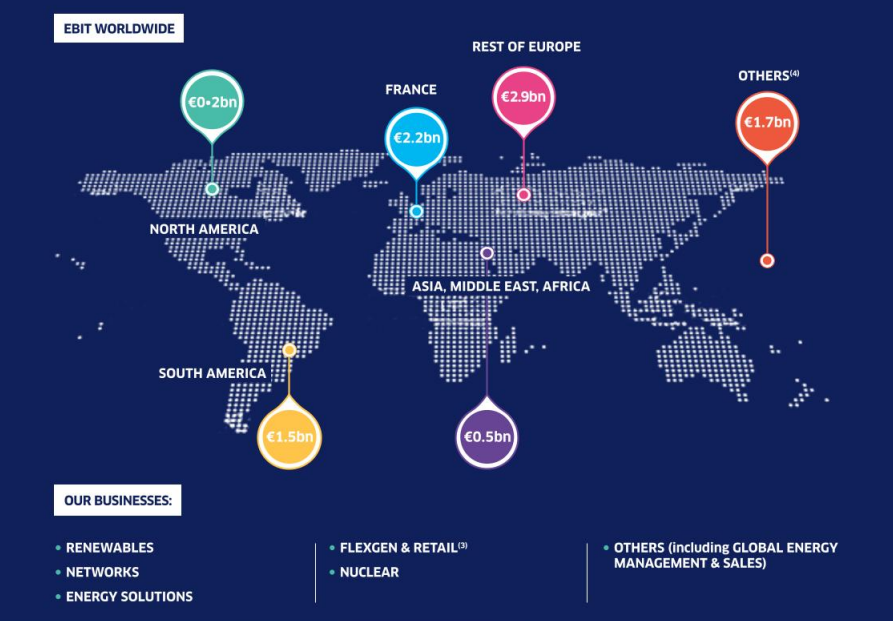 EBIT WORLDWIDE
REST OF EUROPE
€2.9bn
OTHERS⁽⁴⁾
€1.7bn
FRANCE
€2.2bn
€0•2bn
NORTH AMERICA
ASIA, MIDDLE EAST, AFRICA
€0.5bn
SOUTH AMERICA
€1.5bn
OUR BUSINESSES:
• RENEWABLES
• NETWORKS
• ENERGY SOLUTIONS
• FLEXGEN & RETAIL⁽³⁾
• NUCLEAR
• OTHERS (including GLOBAL ENERGY
MANAGEMENT & SALES)